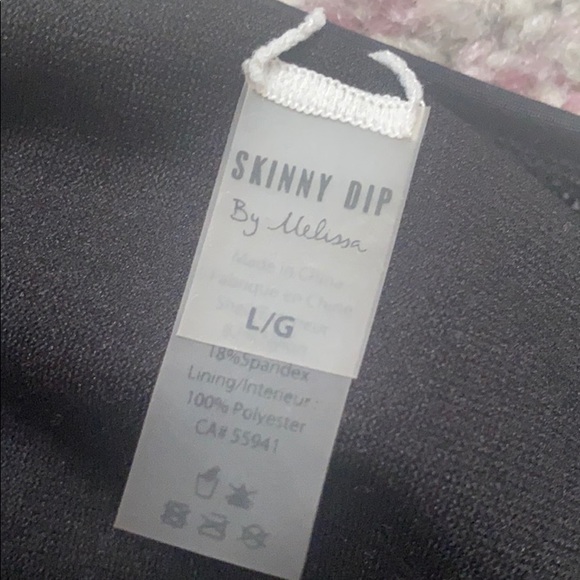 SKINNY DIP
By Melissa
Made in China
Fabriqué en Chine
L/G
18%Spandex
Lining/Interieur:
100% Polyester
CA# 55941